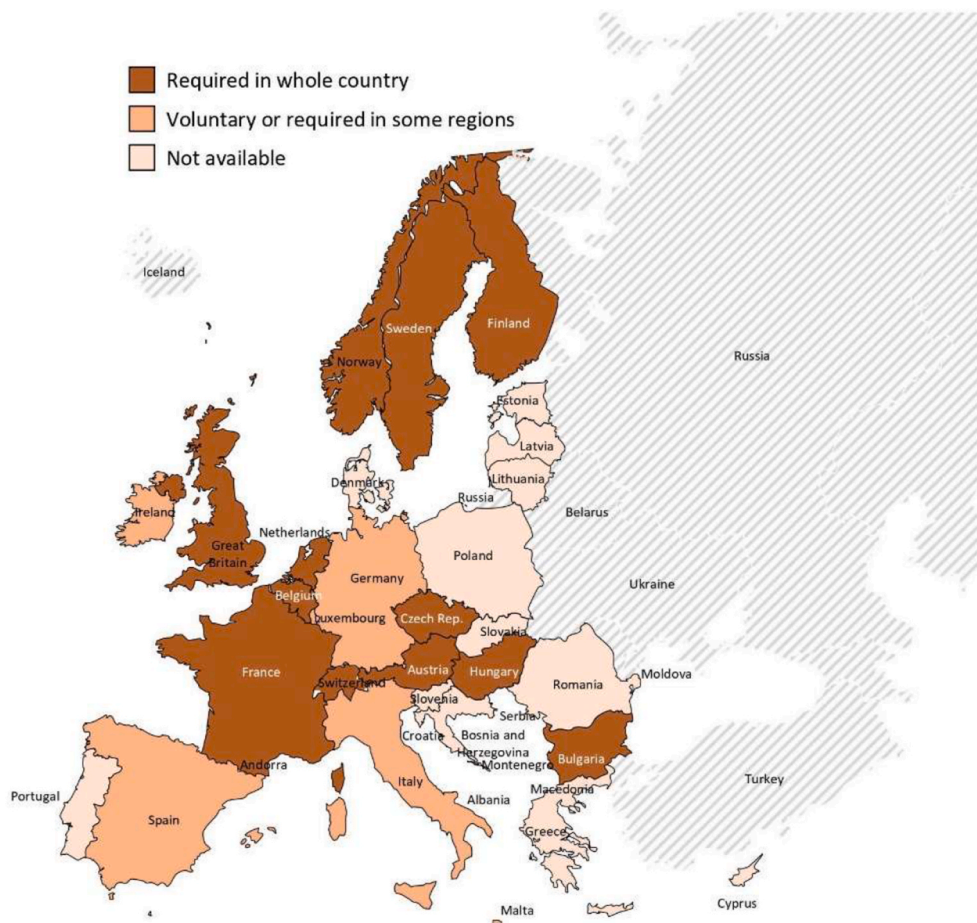 Required in whole country
Voluntary or required in some regions
Not available
Iceland
Sweden
Finland
Norway
Russia
Estonia
Latvia
Lithuania
Denmark
Russia
Belarus
Ireland
Netherlands
Great
Britain
Poland
Germany
Ukraine
Belgium
Luxembourg
Czech Rep.
Slovakia
France
Austria
Hungary
Switzerland
Moldova
Romania
Slovenia
Serbia
Croatia
Bosnia and
Herzegovina
Bulgaria
Andorra
Montenegro
Italy
Turkey
Macedonia
Portugal
Albania
Spain
Greece
Cyprus
Malta